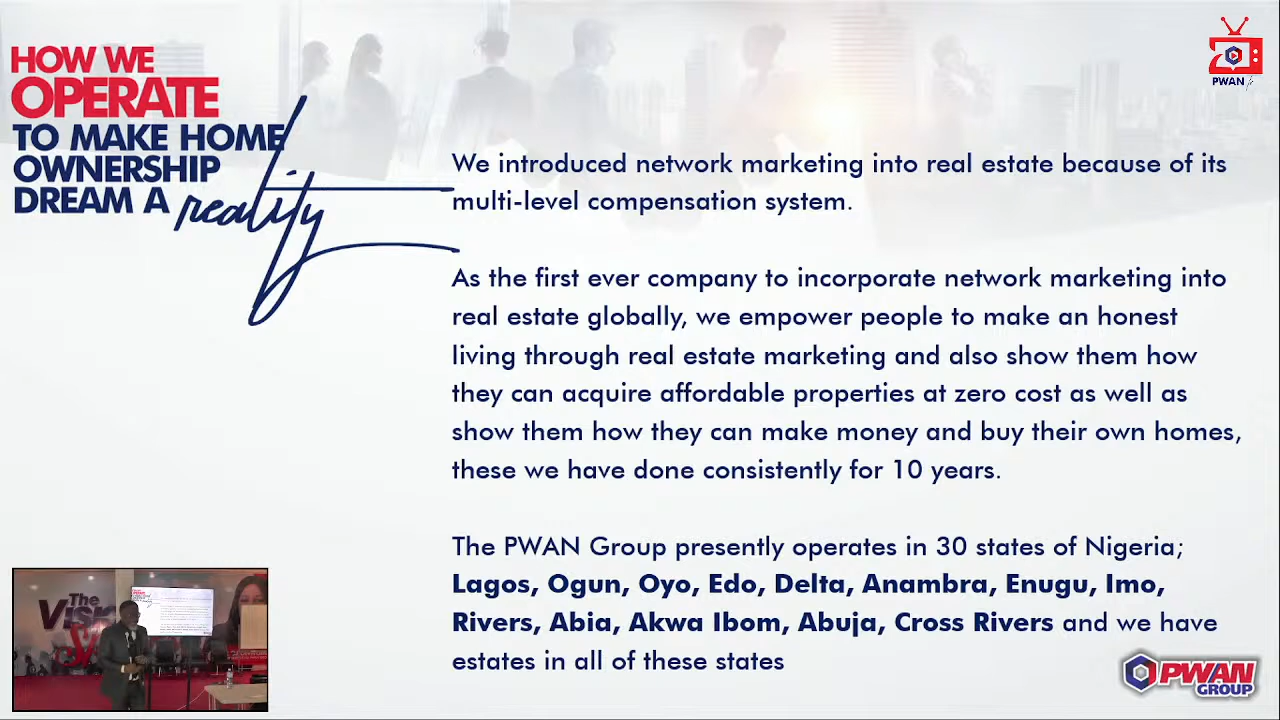 HOW WE
OPERATE
TO MAKE HOME
OWNERSHIP
DREAM A reality
PWAN
We introduced network marketing into real estate because of its
multi-level compensation system.
As the first ever company to incorporate network marketing into
real estate globally, we empower people to make an honest
living through real estate marketing and also show them how
they can acquire affordable properties at zero cost as well as
show them how they can make money and buy their own homes,
these we have done consistently for 10 years.
The PWAN Group presently operates in 30 states of Nigeria;
Lagos, Ogun, Oyo, Edo, Delta, Anambra, Enugu, Imo,
Rivers, Abia, Akwa Ibom, Abuja, Cross Rivers and we have
estates in all of these states
The
PWAN
GROUP